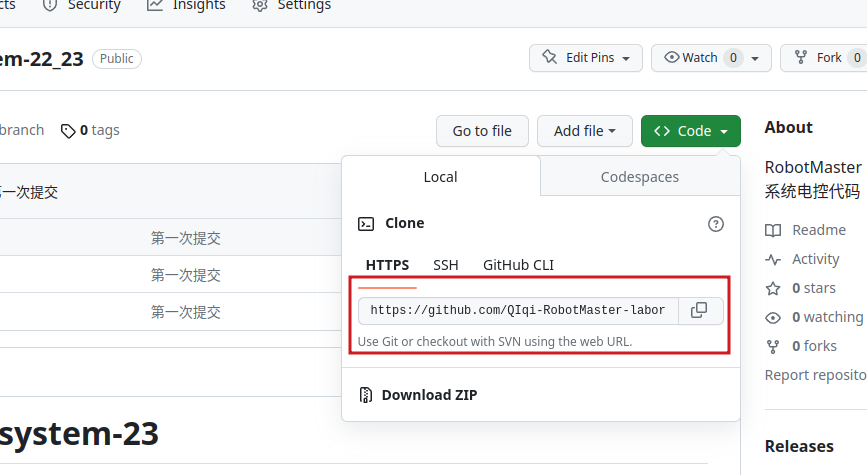 cts Security Insights Settings
em-22_23 Public Edit Pins Watch 0 Fork 0
branch 0 tags Go to file Add file <> Code
About
RobotMaster
系统电控代码
Readme
Activity
0 stars
0 watching
0 forks
Report reposito
Releases
第一次提交
第一次提交
第一次提交
第一次提交
Local Codespaces
Clone
HTTPS SSH GitHub CLI
https://github.com/QIqi-RobotMaster-labor
Use Git or checkout with SVN using the web URL.
Download ZIP
system-23